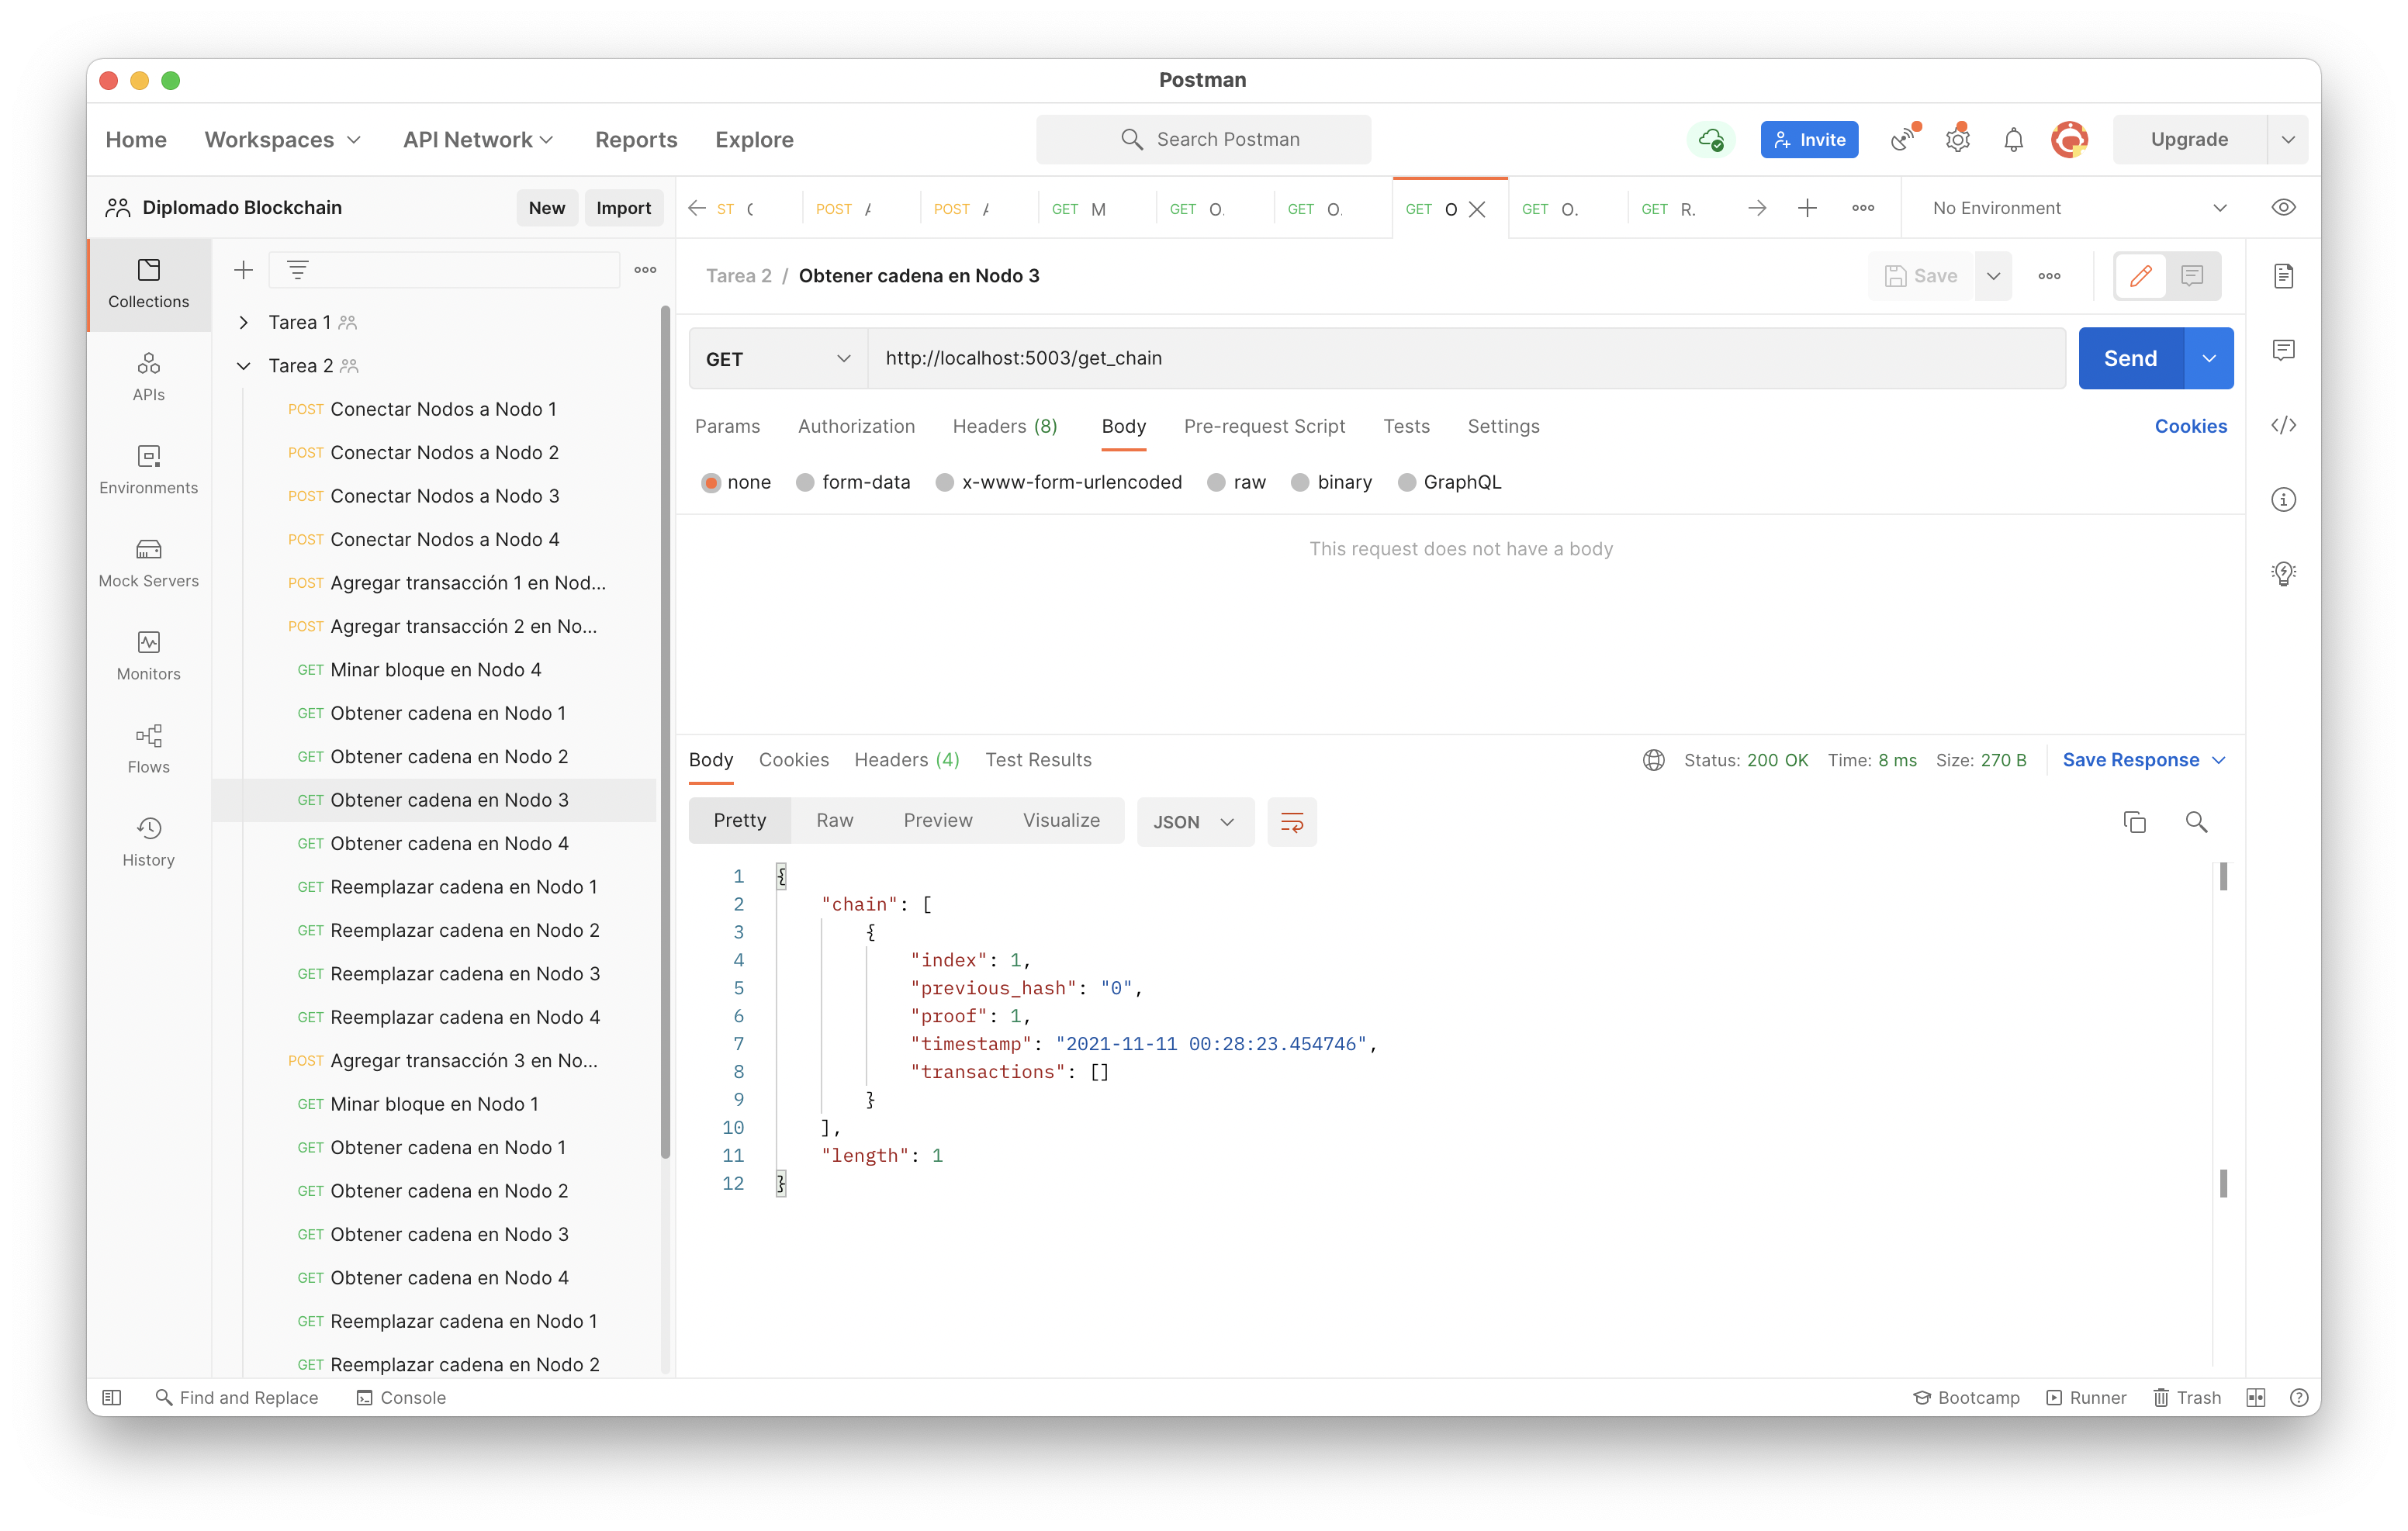 Postman
Home Workspaces API Network Reports Explore Search Postman Invite Upgrade
Diplomado Blockchain New Import
ST POST POST GET M GET O. GET O. GET O GET O. GET R. No Environment
Collections
APIs
Environments
Mock Servers
Monitors
Flows
History
Tarea 1
Tarea 2
POST Conectar Nodos a Nodo 1
POST Conectar Nodos a Nodo 2
POST Conectar Nodos a Nodo 3
POST Conectar Nodos a Nodo 4
POST Agregar transacción 1 en Nod...
POST Agregar transacción 2 en No...
GET Minar bloque en Nodo 4
GET Obtener cadena en Nodo 1
GET Obtener cadena en Nodo 2
GET Obtener cadena en Nodo 3
GET Obtener cadena en Nodo 4
GET Reemplazar cadena en Nodo 1
GET Reemplazar cadena en Nodo 2
GET Reemplazar cadena en Nodo 3
GET Reemplazar cadena en Nodo 4
POST Agregar transacción 3 en No...
GET Minar bloque en Nodo 1
GET Obtener cadena en Nodo 1
GET Obtener cadena en Nodo 2
GET Obtener cadena en Nodo 3
GET Obtener cadena en Nodo 4
GET Reemplazar cadena en Nodo 1
GET Reemplazar cadena en Nodo 2
Tarea 2 / Obtener cadena en Nodo 3 Save
GET http://localhost:5003/get_chain Send
Params Authorization Headers (8) Body Pre-request Script Tests Settings Cookies
none form-data x-www-form-urlencoded raw binary GraphQL
This request does not have a body
Body Cookies Headers (4) Test Results Status: 200 OK Time: 8 ms Size: 270 B Save Response
Pretty Raw Preview Visualize JSON
1 {
2 "chain": [
3 {
4 "index": 1,
5 "previous_hash": "0",
6 "proof": 1,
7 "timestamp": "2021-11-11 00:28:23.454746",
8 "transactions": []
9 }
10 ],
11 "length": 1
12 }
Find and Replace Console Bootcamp Runner Trash